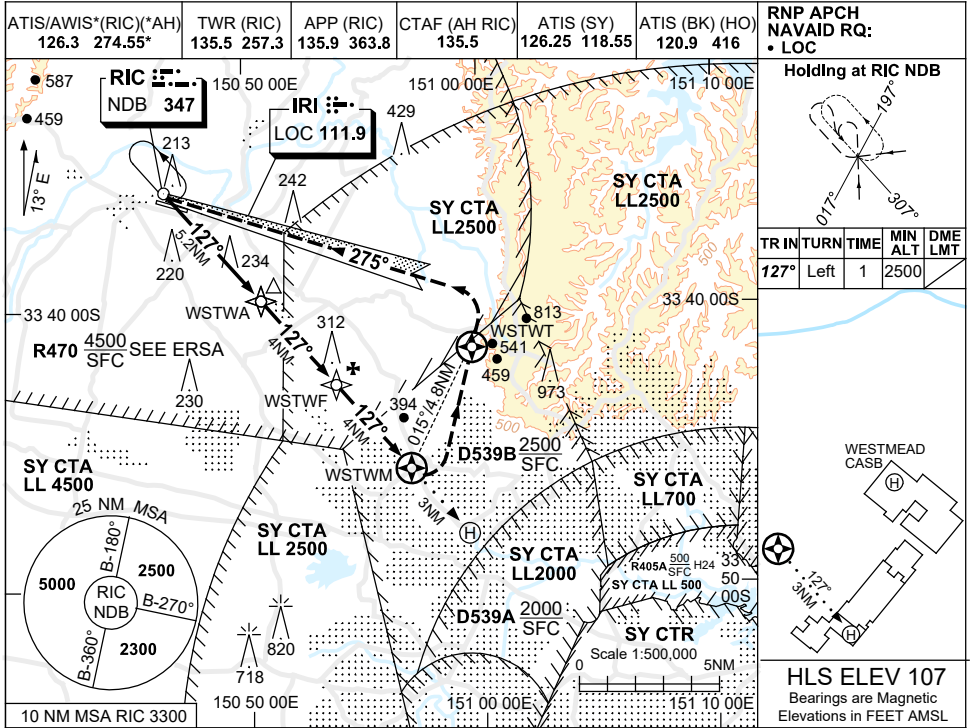 ATIS/AWIS*(RIC)(*AH)
126.3 274.55*
TWR (RIC)
135.5 257.3
APP (RIC)
135.9 363.8
CTAF (AH RIC)
135.5
ATIS (SY)
126.25 118.55
ATIS (BK) (HO)
120.9 416
RNP APCH
NAVAID RQ:
• LOC
587
459
13° E
RIC
NDB 347
150 50 00E
IRI
LOC 111.9
429
151 00 00E
151 10 00E
213
242
SY CTA
LL2500
SY CTA
LL2500
127°
5.2NM
220
234
275°
500
WSTWA
33 40 00S
R470 4500
SFC
SEE ERSA
127°
4NM
312
WSTWT
813
541
459
973
33 40 00S
230
WSTWF
394
127°
4NM
015°/4.8NM
500
WSTWM
D539B 2500
SFC
3NM
H
SY CTA
LL 4500
25 NM MSA
B-180°
5000
2500
RIC
NDB
B-270°
B-360°
2300
SY CTA
LL 2500
SY CTA
LL700
SY CTA
LL2000
R405A 500
SFC
H24
SY CTA LL 500
33
50
00S
D539A 2000
SFC
SY CTR
Scale 1:500,000
0
5NM
820
718
150 50 00E
151 00 00E
10 NM MSA RIC 3300
Holding at RIC NDB
197°
017°
307°
TR IN
TURN
TIME
MIN
ALT
DME
LMT
127°
Left
1
2500
WESTMEAD
CASB
H
127°
3NM
H
HLS ELEV 107
Bearings are Magnetic
Elevations in FEET AMSL